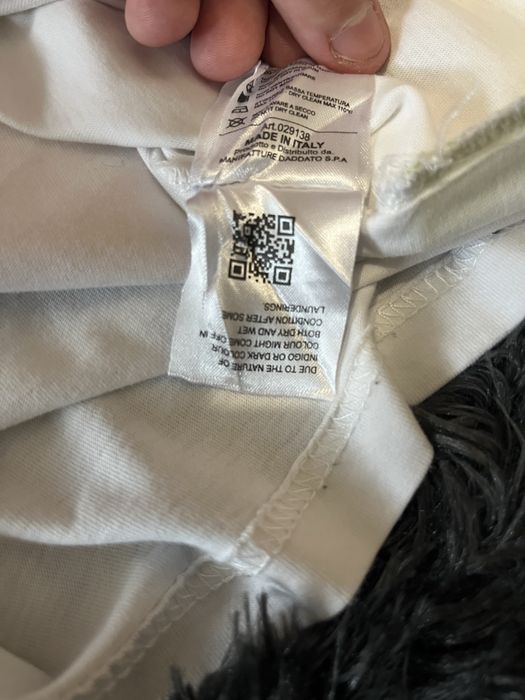 BASSA TEMPERATURA
DRY CLEAN MAX 110°C
LAVARE A SECCO
DRY CLEAN
Art.029138
MADE IN ITALY
Prodotto e Distribuito da:
MANIFATTURE DADDATO S.P.A
DUE TO THE NATURE OF
INDIGO OR DARK COLOUR,
COLOUR MIGHT COME OFF IN
BOTH DRY AND WET
CONDITION AFTER SOME
LAUNDERINGS.